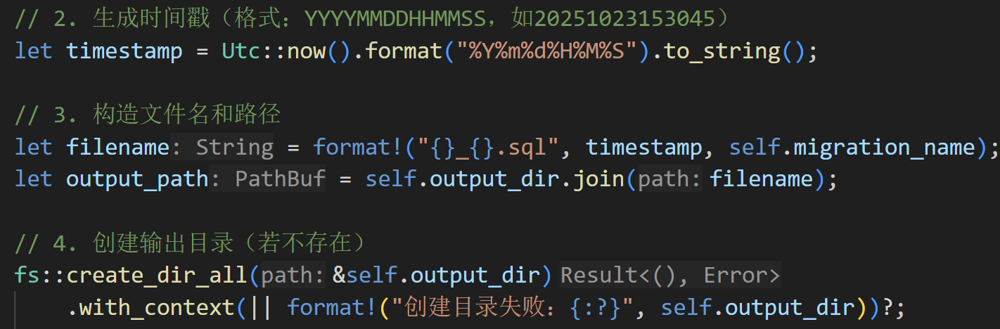 // 2. 生成时间戳（格式：YYYYMMDDHHMMSS，如20251023153045）
let timestamp = Utc::now().format("%Y%m%d%H%M%S").to_string();
// 3. 构造文件名和路径
let filename: String = format!("{}_{}.sql", timestamp, self.migration_name);
let output_path: PathBuf = self.output_dir.join(path: filename);
// 4. 创建输出目录（若不存在）
fs::create_dir_all(path: &self.output_dir) Result<(), Error>
.with_context(|| format!("创建目录失败：{:?}", self.output_dir))?;